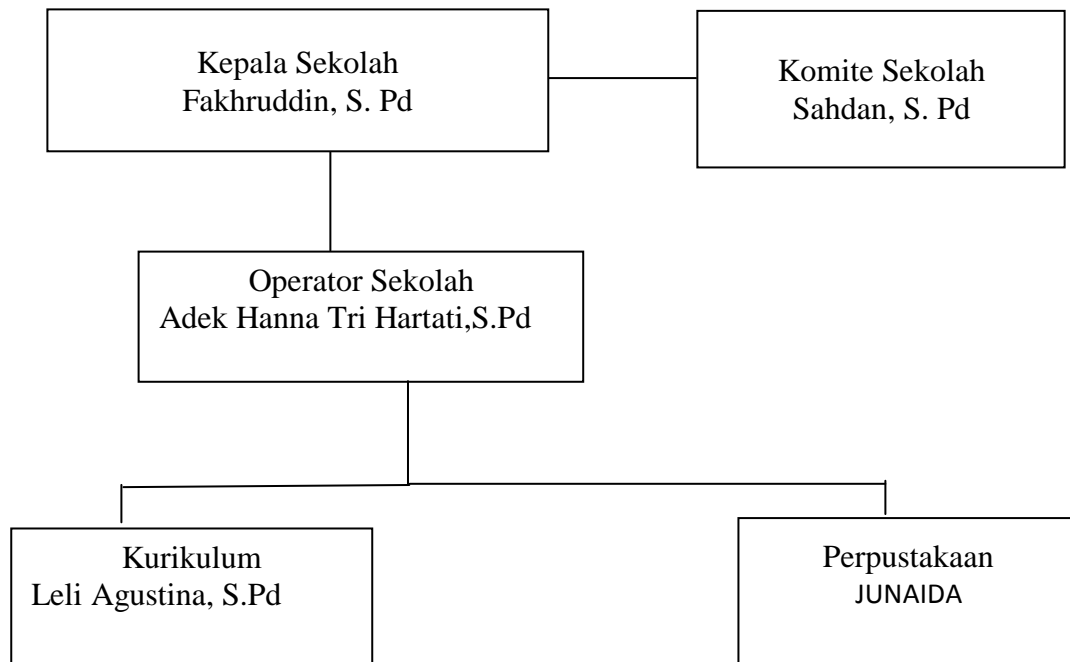 Kepala Sekolah
Fakhruddin, S. Pd
Komite Sekolah
Sahdan, S. Pd
Operator Sekolah
Adek Hanna Tri Hartati,S.Pd
Kurikulum
Leli Agustina, S.Pd
Perpustakaan
JUNAIDA